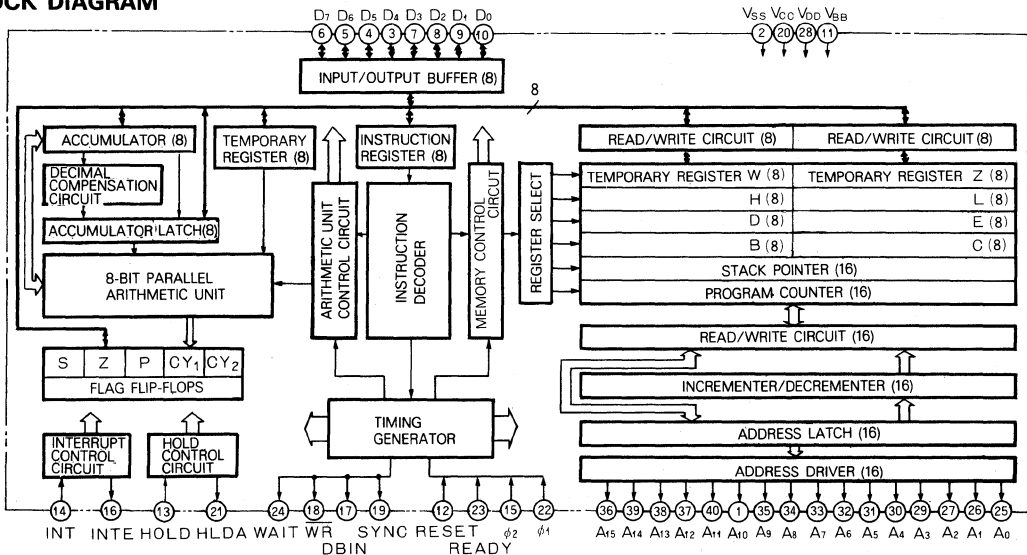 OCK DIAGRAM
D7 D6 D5 D4 D3 D2 D1 D0
6 5 4 3 7 8 9 10
VSS VCC VDD VBB
2 20 28 11
INPUT/OUTPUT BUFFER (8)
8
ACCUMULATOR (8)
TEMPORARY
REGISTER (8)
INSTRUCTION
REGISTER (8)
READ/WRITE CIRCUIT (8)
READ/WRITE CIRCUIT (8)
DECIMAL
COMPENSATION
CIRCUIT
ACCUMULATOR LATCH(8)
8-BIT PARALLEL
ARITHMETIC UNIT
ARITHMETIC UNIT
CONTROL CIRCUIT
INSTRUCTION
DECODER
MEMORY CONTROL
CIRCUIT
REGISTER SELECT
TEMPORARY REGISTER W (8)
TEMPORARY REGISTER Z (8)
H (8)
L (8)
D (8)
E (8)
B (8)
C (8)
STACK POINTER (16)
PROGRAM COUNTER (16)
READ/WRITE CIRCUIT (16)
INCREMENTER/DECREMENTER (16)
ADDRESS LATCH (16)
ADDRESS DRIVER (16)
S Z P CY1 CY2
FLAG FLIP-FLOPS
TIMING
GENERATOR
INTERRUPT
CONTROL
CIRCUIT
HOLD
CONTROL
CIRCUIT
14 16 13 21 24 18 17 19 12 23 15 22
INT INTE HOLD HLDA WAIT W̅R̅ DBIN SYNC RESET READY φ2 φ1
36 39 38 37 40 1 35 34 33 32 31 30 29 27 26 25
A15 A14 A13 A12 A11 A10 A9 A8 A7 A6 A5 A4 A3 A2 A1 A0